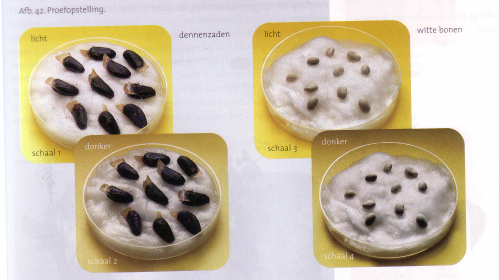 Afb. 42. Proefopstelling.
licht
dennenzaden
schaal 1
donker
schaal 2
licht
witte bonen
schaal 3
donker
schaal 4